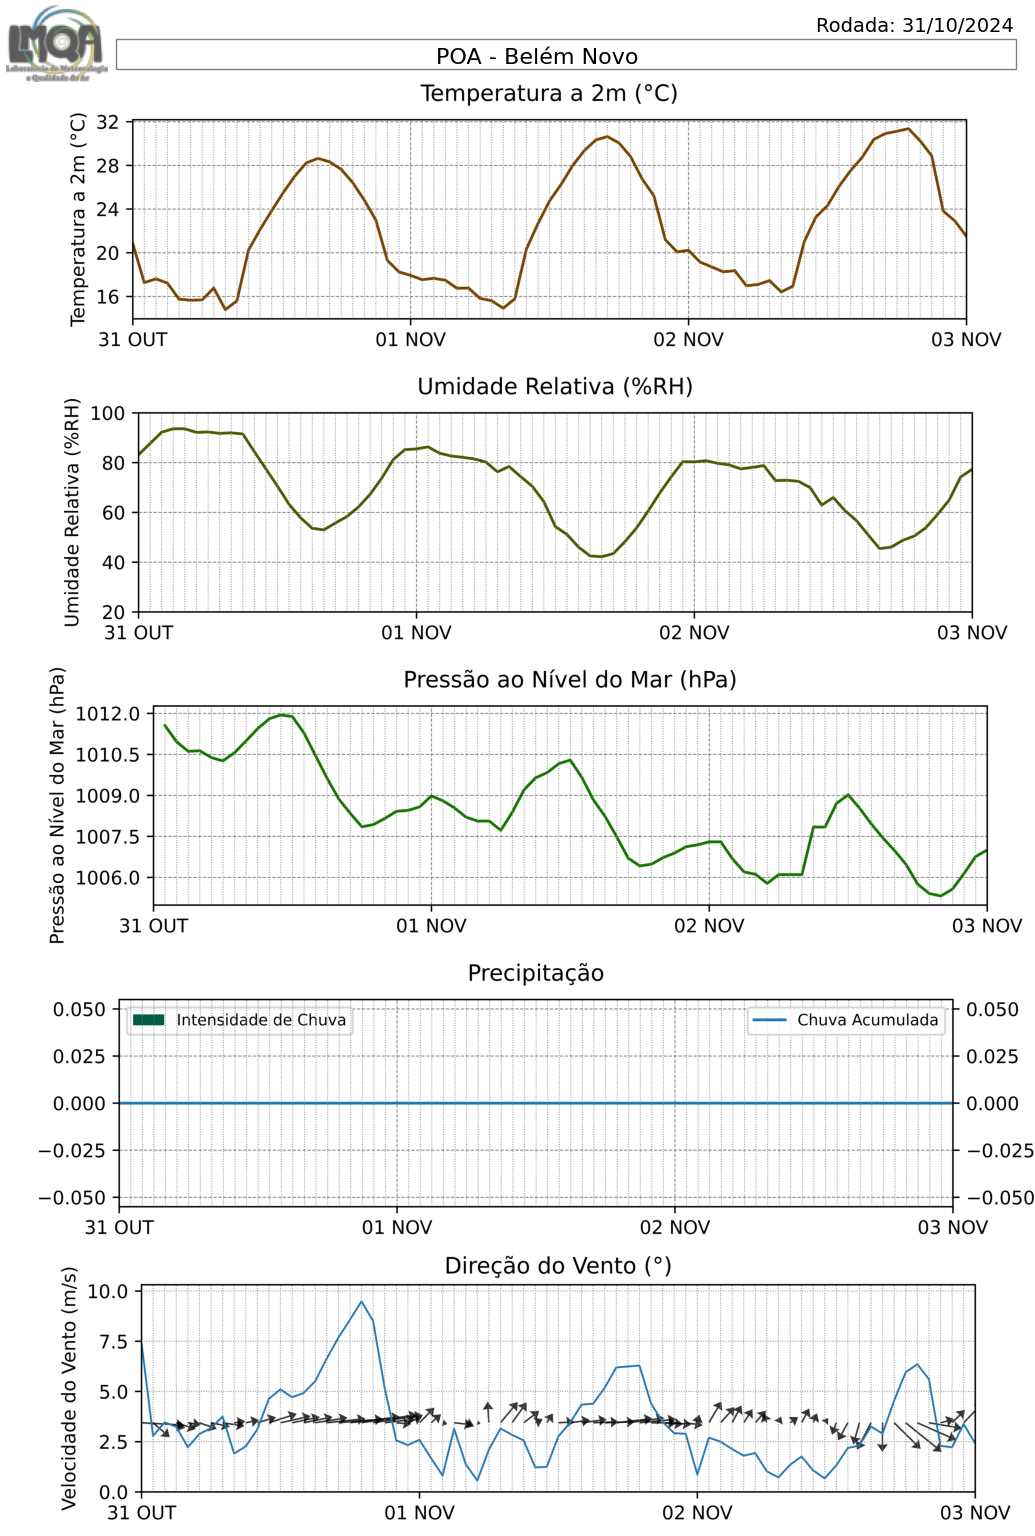 Rodada: 31/10/2024
LMQA
Laboratório de Meteorologia
e Qualidade do Ar
POA - Belém Novo
Temperatura a 2m (°C)
Temperatura a 2m (°C)
32
28
24
20
16
31 OUT 01 NOV 02 NOV 03 NOV
Umidade Relativa (%RH)
Umidade Relativa (%RH)
100
80
60
40
20
31 OUT 01 NOV 02 NOV 03 NOV
Pressão ao Nível do Mar (hPa)
Pressão ao Nível do Mar (hPa)
1012.0
1010.5
1009.0
1007.5
1006.0
31 OUT 01 NOV 02 NOV 03 NOV
Precipitação
0.050 0.050
Intensidade de Chuva Chuva Acumulada
0.025 0.025
0.000 0.000
−0.025 −0.025
−0.050 −0.050
31 OUT 01 NOV 02 NOV 03 NOV
Direção do Vento (°)
Velocidade do Vento (m/s)
10.0
7.5
5.0
2.5
0.0
31 OUT 01 NOV 02 NOV 03 NOV